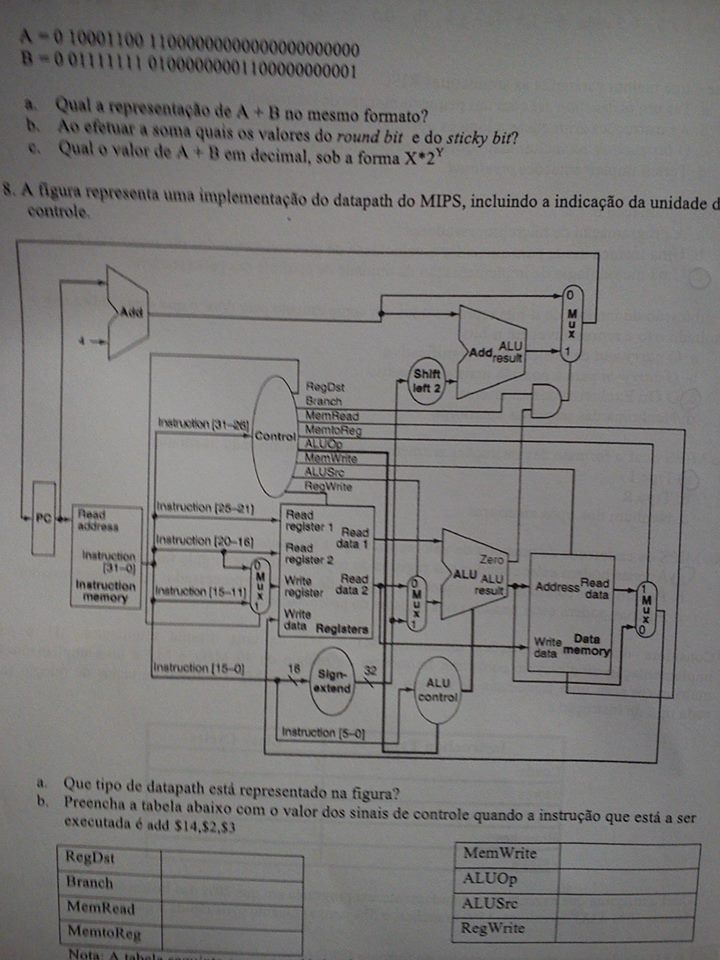 A = 0 10001100 11000000000000000000000
B = 0 01111111 01000000001100000000001
a. Qual a representação de A + B no mesmo formato?
b. Ao efetuar a soma quais os valores do round bit e do sticky bit?
c. Qual o valor de A + B em decimal, sob a forma X*2^Y
8. A figura representa uma implementação do datapath do MIPS, incluindo a indicação da unidade d
controle.
0
Mux
1
Add
4
Add ALU result
Shift left 2
RegDst
Branch
MemRead
MemtoReg
ALUOp
MemWrite
ALUSrc
RegWrite
Instruction [31–26]
Control
PC
Read address
Instruction [31–0]
Instruction memory
Instruction [25–21]
Instruction [20–16]
Instruction [15–11]
0
Mux
1
Read register 1
Read register 2
Write register
Write data
Read data 1
Read data 2
Registers
0
Mux
1
Zero
ALU ALU result
Address
Read data
Write data
Data memory
1
Mux
0
Instruction [15–0]
16
Sign-extend
32
ALU control
Instruction [5–0]
a. Que tipo de datapath está representado na figura?
b. Preencha a tabela abaixo com o valor dos sinais de controle quando a instrução que está a ser
executada é add $14,$2,$3
RegDst
Branch
MemRead
MemtoReg
MemWrite
ALUOp
ALUSrc
RegWrite
Nota: A tabela